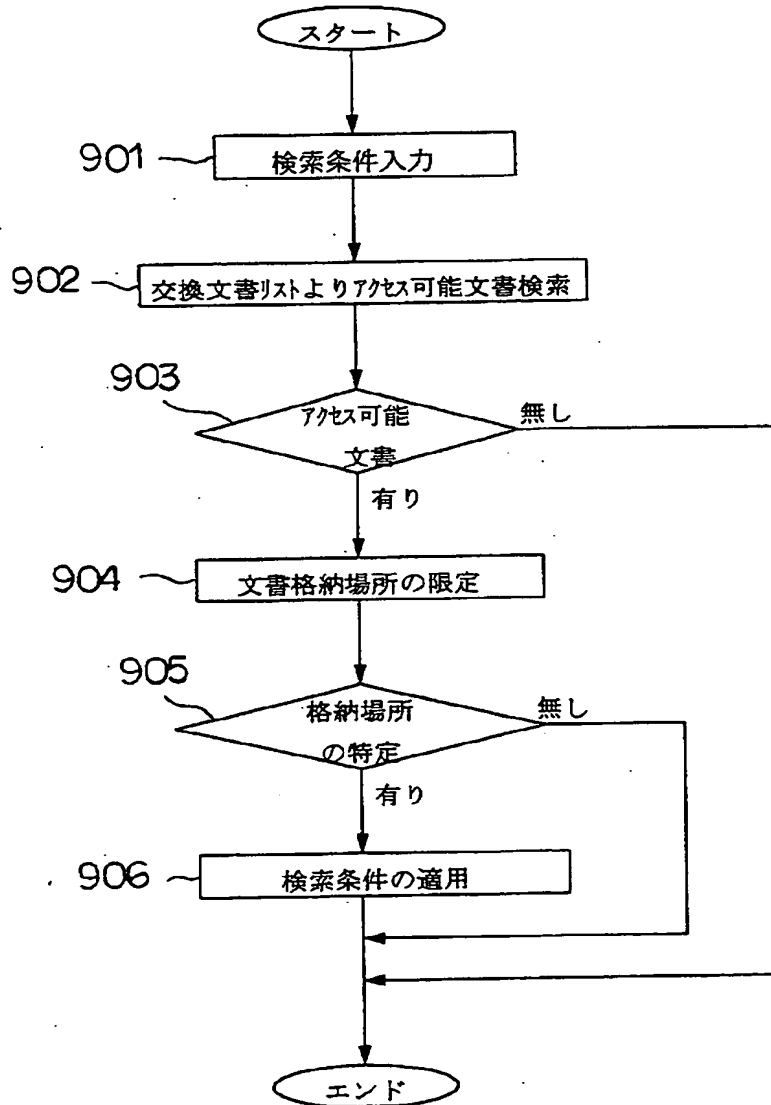 スタート
901
検索条件入力
902
交換文書リストよりアクセス可能文書検索
903
アクセス可能
文書
無し
有り
904
文書格納場所の限定
905
格納場所
の特定
無し
有り
906
検索条件の適用
エンド